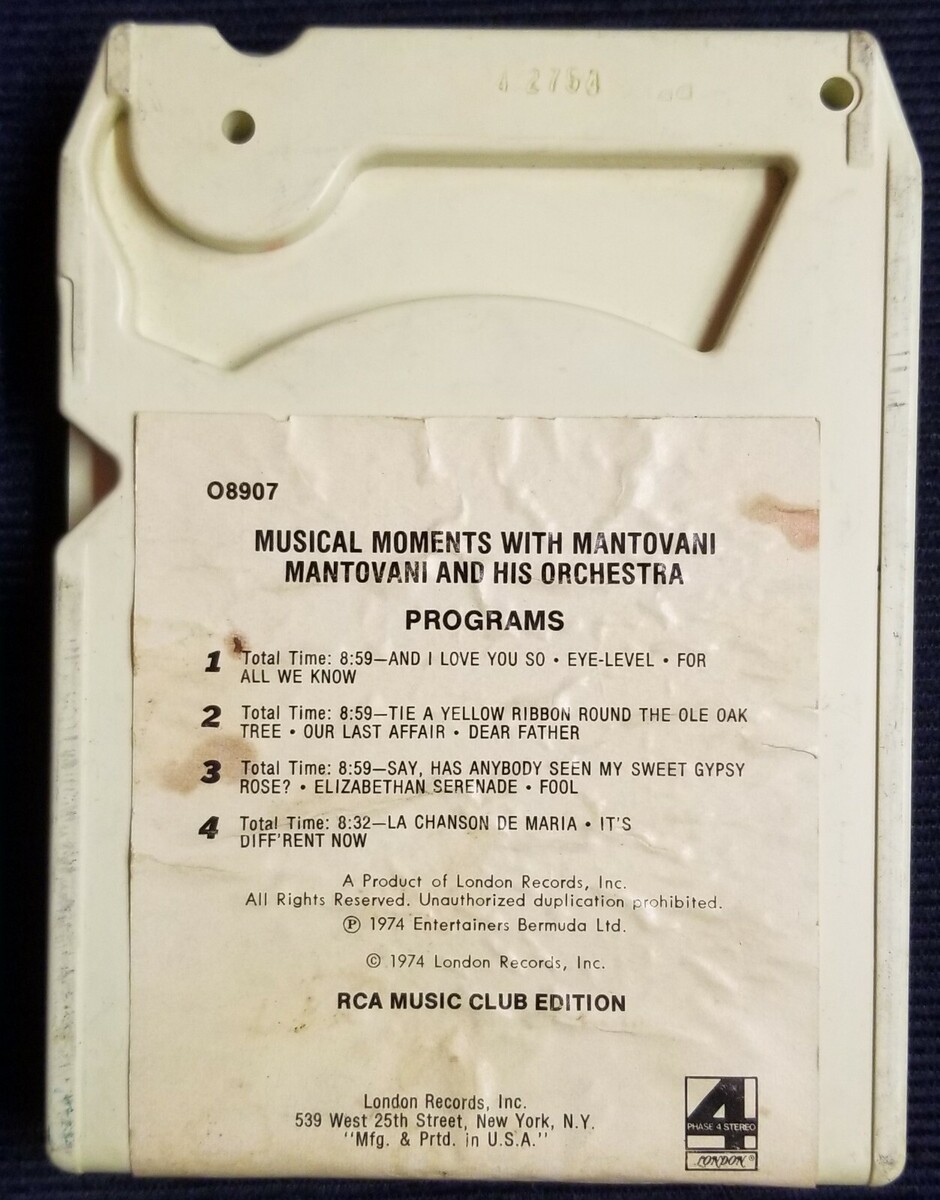 4 2753
O8907
MUSICAL MOMENTS WITH MANTOVANI
MANTOVANI AND HIS ORCHESTRA
PROGRAMS
1 Total Time: 8:59—AND I LOVE YOU SO • EYE-LEVEL • FOR
ALL WE KNOW
2 Total Time: 8:59—TIE A YELLOW RIBBON ROUND THE OLE OAK
TREE • OUR LAST AFFAIR • DEAR FATHER
3 Total Time: 8:59—SAY, HAS ANYBODY SEEN MY SWEET GYPSY
ROSE? • ELIZABETHAN SERENADE • FOOL
4 Total Time: 8:32—LA CHANSON DE MARIA • IT'S
DIFF'RENT NOW
A Product of London Records, Inc.
All Rights Reserved. Unauthorized duplication prohibited.
Ⓟ 1974 Entertainers Bermuda Ltd.
© 1974 London Records, Inc.
RCA MUSIC CLUB EDITION
London Records, Inc.
539 West 25th Street, New York, N.Y.
"Mfg. & Prtd. in U.S.A."
4
PHASE 4 STEREO
LONDON®